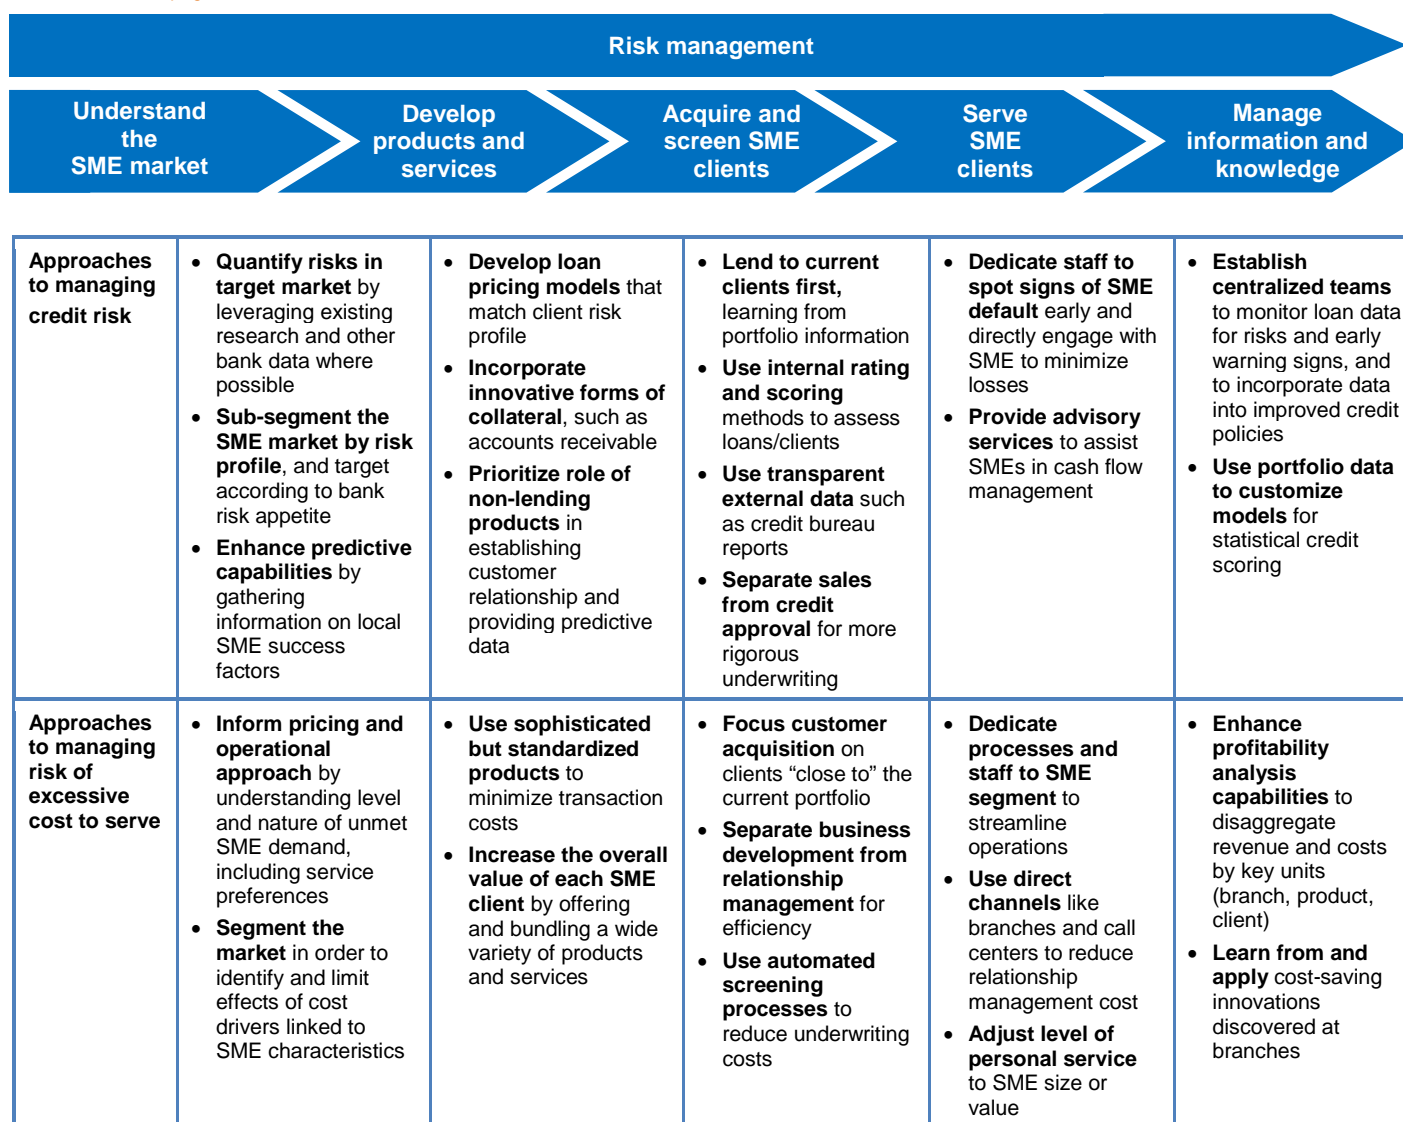 Risk management
Understand
the
SME market
Develop
products and
services
Acquire and
screen SME
clients
Serve
SME
clients
Manage
information and
knowledge
Approaches
to managing
credit risk
• Quantify risks in
target market by
leveraging existing
research and other
bank data where
possible
• Sub-segment the
SME market by risk
profile, and target
according to bank
risk appetite
• Enhance predictive
capabilities by
gathering
information on local
SME success
factors
• Develop loan
pricing models that
match client risk
profile
• Incorporate
innovative forms of
collateral, such as
accounts receivable
• Prioritize role of
non-lending
products in
establishing
customer
relationship and
providing predictive
data
• Lend to current
clients first,
learning from
portfolio information
• Use internal rating
and scoring
methods to assess
loans/clients
• Use transparent
external data such
as credit bureau
reports
• Separate sales
from credit
approval for more
rigorous
underwriting
• Dedicate staff to
spot signs of SME
default early and
directly engage with
SME to minimize
losses
• Provide advisory
services to assist
SMEs in cash flow
management
• Establish
centralized teams
to monitor loan data
for risks and early
warning signs, and
to incorporate data
into improved credit
policies
• Use portfolio data
to customize
models for
statistical credit
scoring
Approaches
to managing
risk of
excessive
cost to serve
• Inform pricing and
operational
approach by
understanding level
and nature of unmet
SME demand,
including service
preferences
• Segment the
market in order to
identify and limit
effects of cost
drivers linked to
SME characteristics
• Use sophisticated
but standardized
products to
minimize transaction
costs
• Increase the overall
value of each SME
client by offering
and bundling a wide
variety of products
and services
• Focus customer
acquisition on
clients “close to” the
current portfolio
• Separate business
development from
relationship
management for
efficiency
• Use automated
screening
processes to
reduce underwriting
costs
• Dedicate
processes and
staff to SME
segment to
streamline
operations
• Use direct
channels like
branches and call
centers to reduce
relationship
management cost
• Adjust level of
personal service
to SME size or
value
• Enhance
profitability
analysis
capabilities to
disaggregate
revenue and costs
by key units
(branch, product,
client)
• Learn from and
apply cost-saving
innovations
discovered at
branches